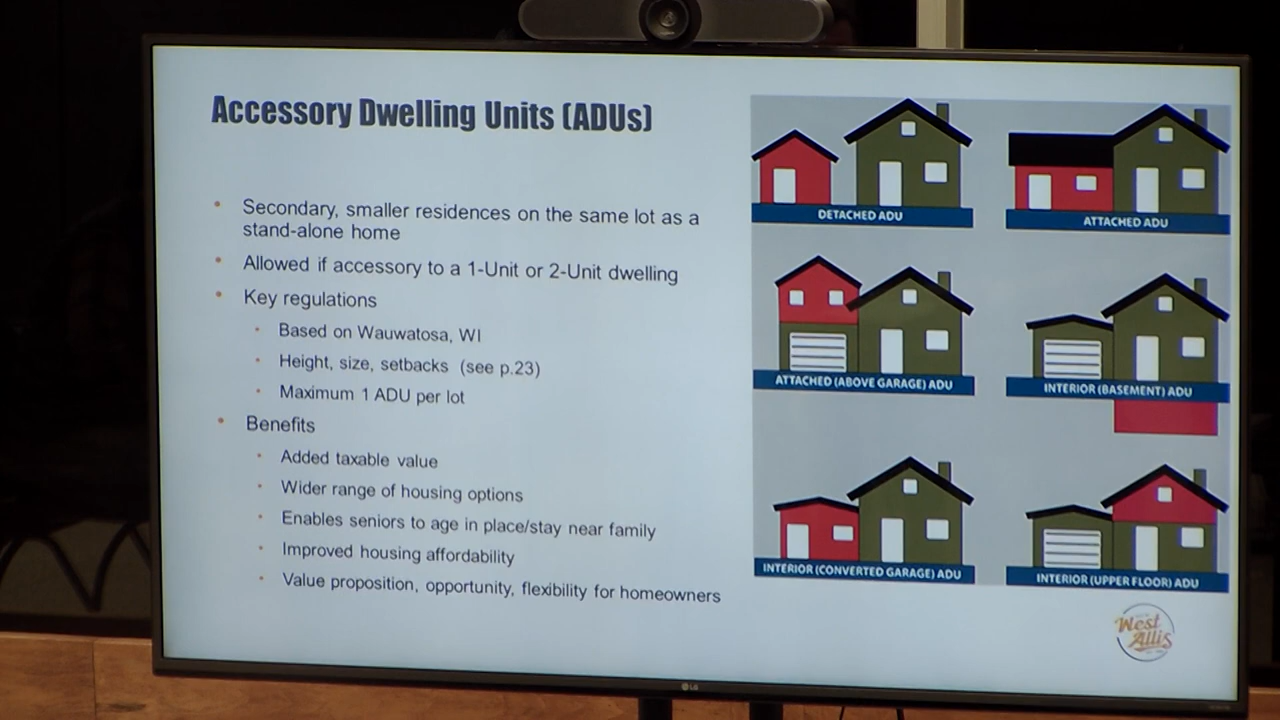 Accessory Dwelling Units (ADUs)
• Secondary, smaller residences on the same lot as a
stand-alone home
• Allowed if accessory to a 1-Unit or 2-Unit dwelling
• Key regulations
• Based on Wauwatosa, WI
• Height, size, setbacks (see p.23)
• Maximum 1 ADU per lot
• Benefits
• Added taxable value
• Wider range of housing options
• Enables seniors to age in place/stay near family
• Improved housing affordability
• Value proposition, opportunity, flexibility for homeowners
DETACHED ADU
ATTACHED ADU
ATTACHED (ABOVE GARAGE) ADU
INTERIOR (BASEMENT) ADU
INTERIOR (CONVERTED GARAGE) ADU
INTERIOR (UPPER FLOOR) ADU
West
Allis
LG